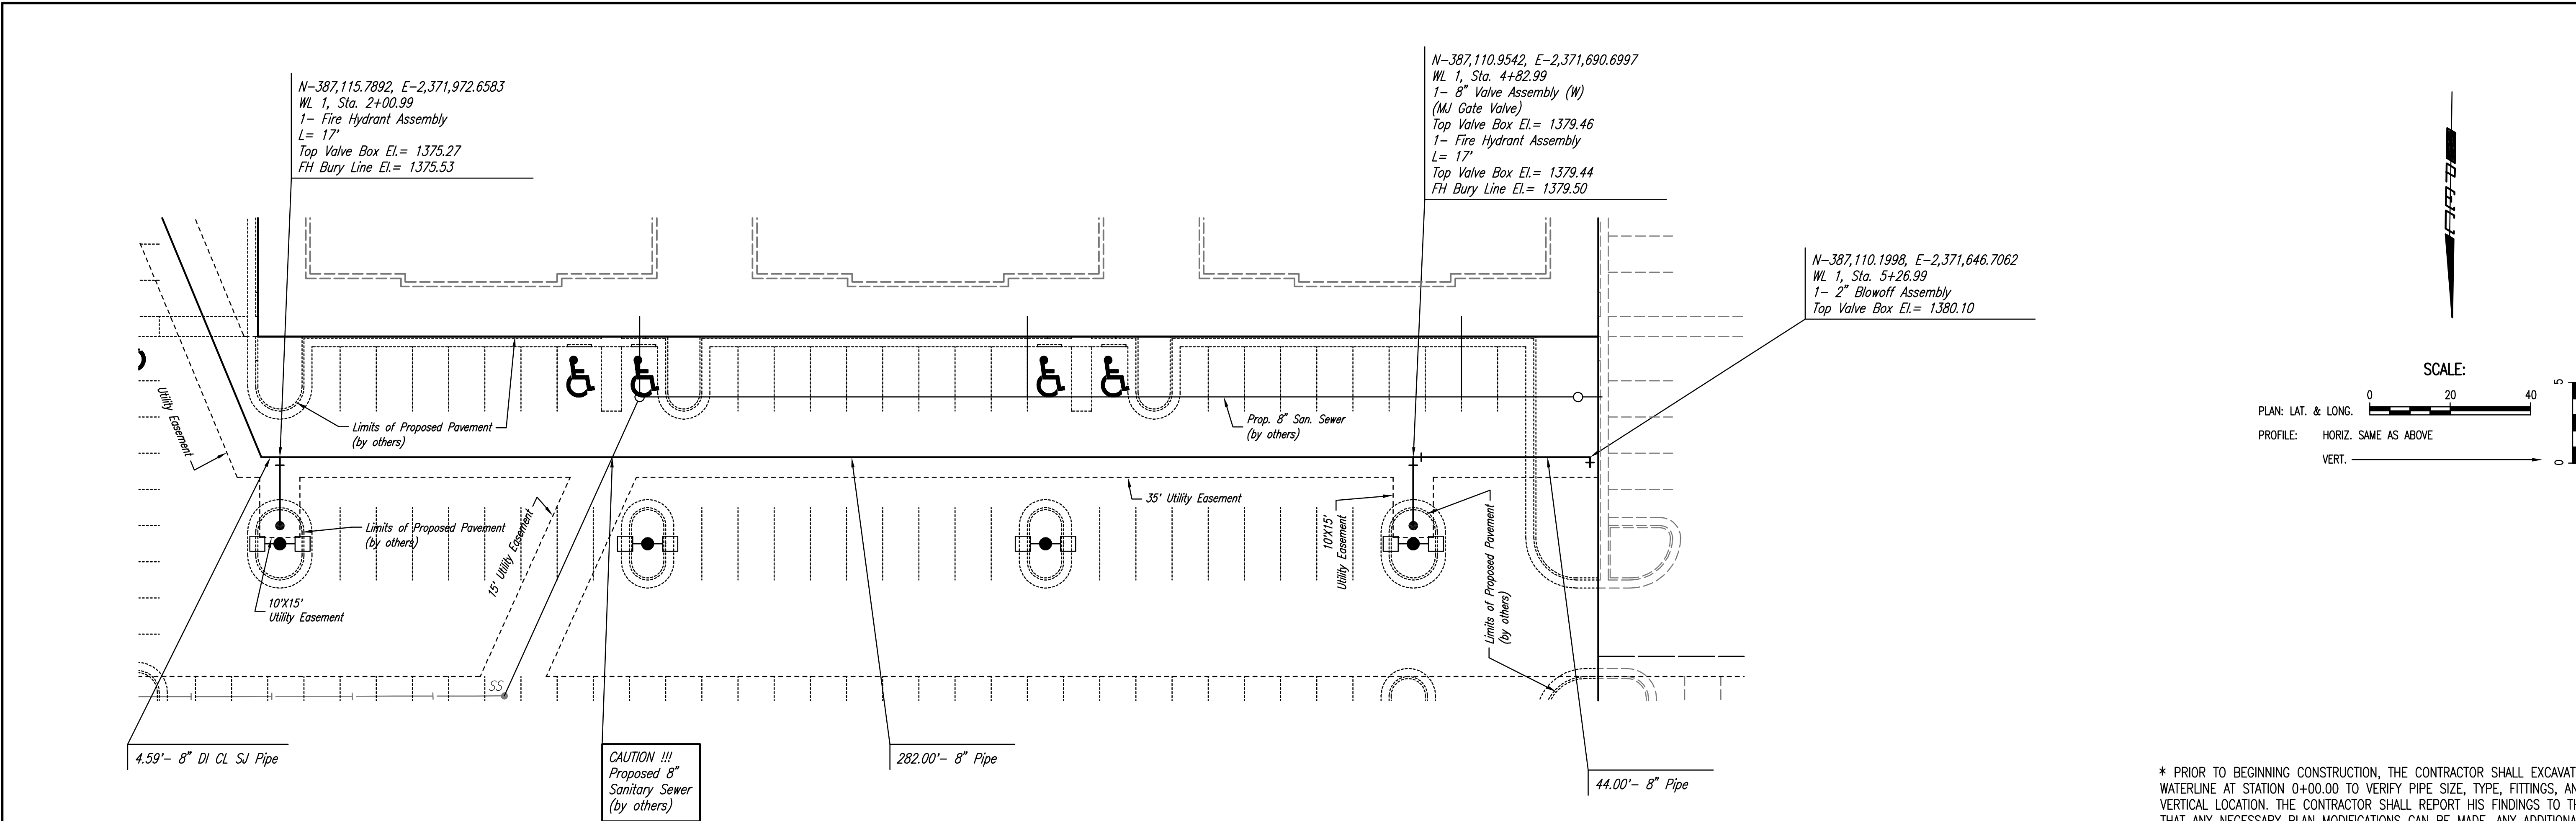 N-387,115.7892, E-2,371,972.6583
WL 1, Sta. 2+00.99
1- Fire Hydrant Assembly
L= 17'
Top Valve Box El.= 1375.27
FH Bury Line El.= 1375.53
N-387,110.9542, E-2,371,690.6997
WL 1, Sta. 4+82.99
1- 8" Valve Assembly (W)
(MJ Gate Valve)
Top Valve Box El.= 1379.46
1- Fire Hydrant Assembly
L= 17'
Top Valve Box El.= 1379.44
FH Bury Line El.= 1379.50
N-387,110.1998, E-2,371,646.7062
WL 1, Sta. 5+26.99
1- 2" Blowoff Assembly
Top Valve Box El.= 1380.10
SCALE:
0 20 40
PLAN: LAT. & LONG.
PROFILE: HORIZ. SAME AS ABOVE
VERT.
5
0
Utility Easement
Limits of Proposed Pavement
(by others)
Prop. 8" San. Sewer
(by others)
35' Utility Easement
Limits of Proposed Pavement
(by others)
15' Utility Easement
10'X15'
Utility Easement
10'X15'
Utility Easement
Limits of Proposed Pavement
(by others)
SS
4.59'- 8" DI CL SJ Pipe
CAUTION !!!
Proposed 8"
Sanitary Sewer
(by others)
282.00'- 8" Pipe
44.00'- 8" Pipe
* PRIOR TO BEGINNING CONSTRUCTION, THE CONTRACTOR SHALL EXCAVAT
WATERLINE AT STATION 0+00.00 TO VERIFY PIPE SIZE, TYPE, FITTINGS, AN
VERTICAL LOCATION. THE CONTRACTOR SHALL REPORT HIS FINDINGS TO TH
THAT ANY NECESSARY PLAN MODIFICATIONS CAN BE MADE. ANY ADDITIONA